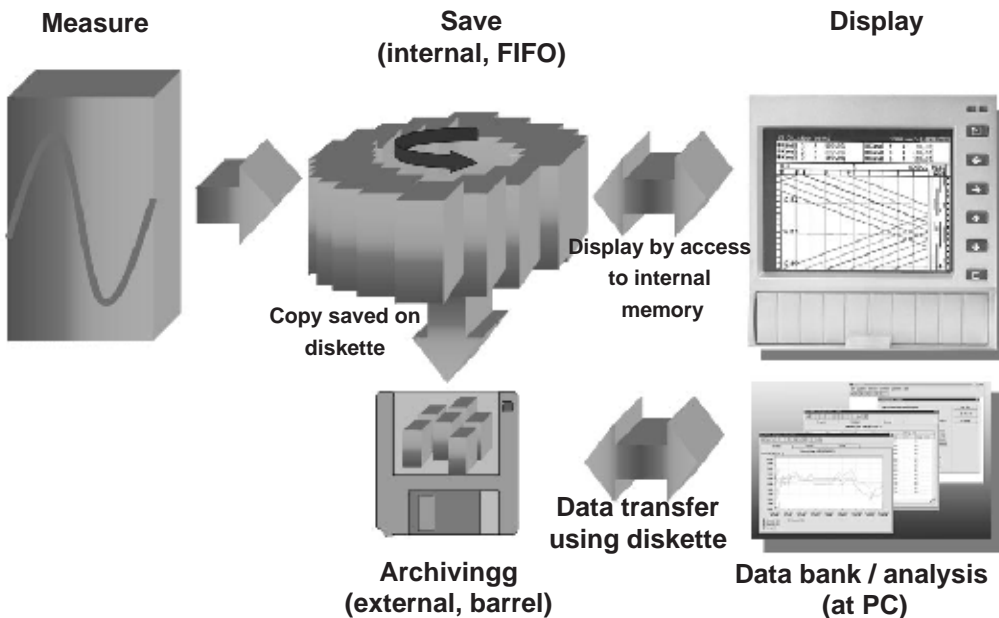 Measure
Save
(internal, FIFO)
Display
Display by access
to internal
memory
Copy saved on
diskette
Data transfer
using diskette
Archivingg
(external, barrel)
Data bank / analysis
(at PC)